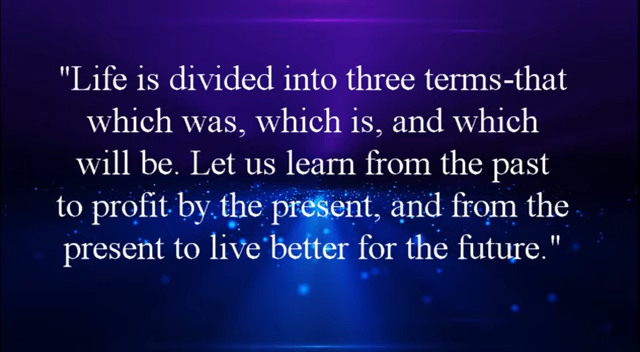 "Life is divided into three terms-that
which was, which is, and which
will be. Let us learn from the past
to profit by the present, and from the
present to live better for the future."